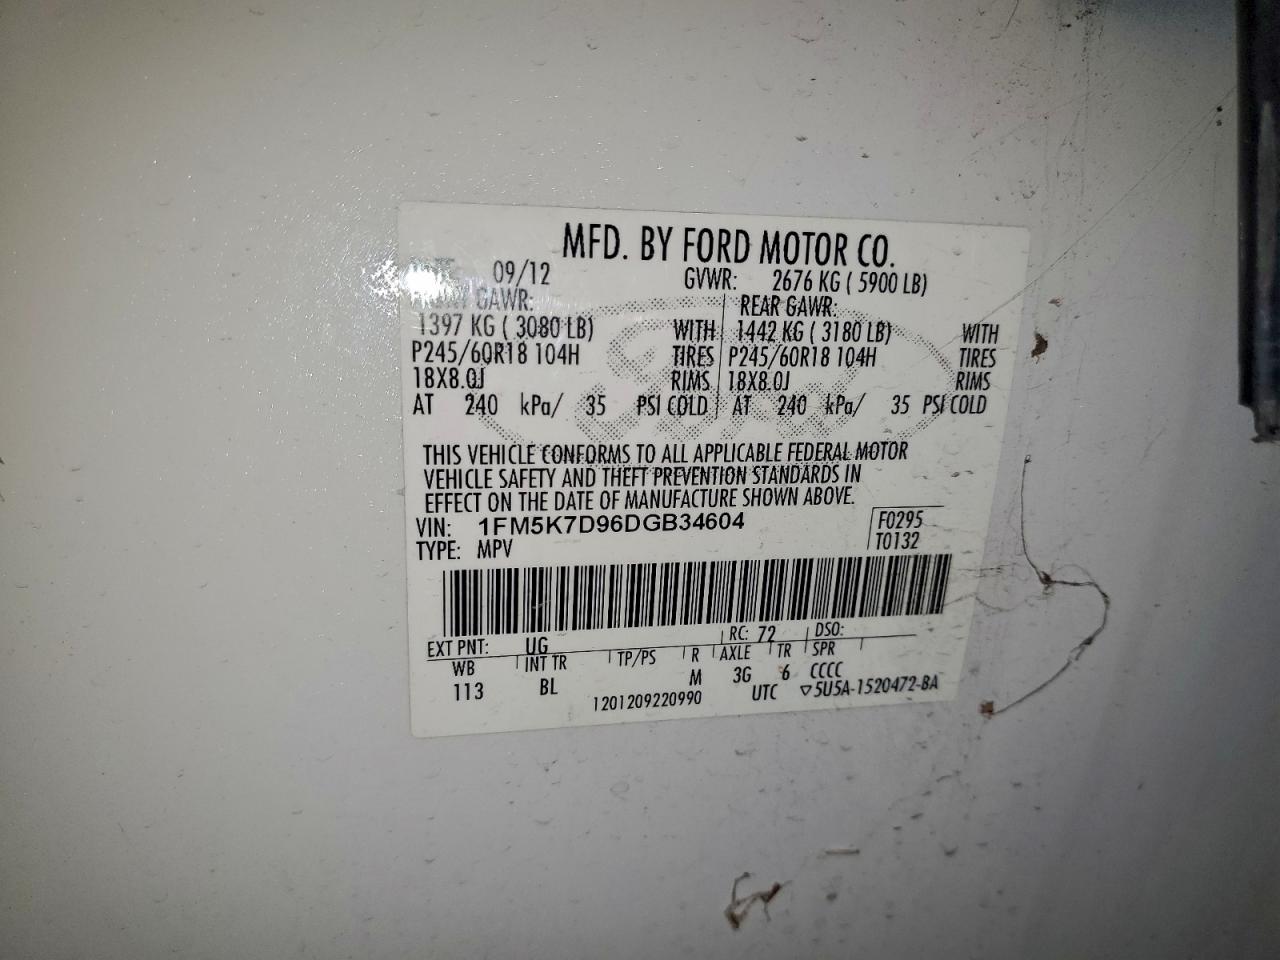 MFD. BY FORD MOTOR CO.
09/12 GVWR: 2676 KG ( 5900 LB)
GAWR: REAR GAWR:
1397 KG ( 3080 LB) WITH 1442 KG ( 3180 LB) WITH
P245/60R18 104H TIRES P245/60R18 104H TIRES
18X8.0J RIMS 18X8.0J RIMS
AT 240 kPa/ 35 PSI COLD AT 240 kPa/ 35 PSI COLD
Ford
THIS VEHICLE CONFORMS TO ALL APPLICABLE FEDERAL MOTOR
VEHICLE SAFETY AND THEFT PREVENTION STANDARDS IN
EFFECT ON THE DATE OF MANUFACTURE SHOWN ABOVE.
VIN: 1FM5K7D96DGB34604 F0295
TYPE: MPV T0132
EXT PNT: UG RC: 72 DSO:
WB INT TR TP/PS R AXLE TR SPR
113 BL M 3G 6 CCCC
1201209220990 UTC ▽5U5A-1520472-BA